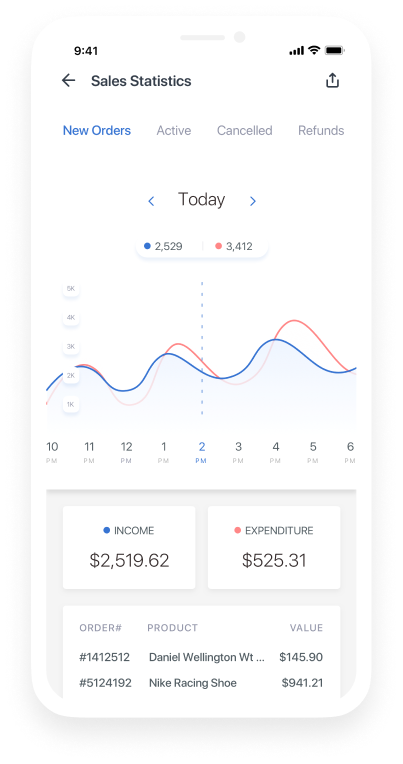 9:41
Sales Statistics
New Orders Active Cancelled Refunds
Today
2,529 3,412
5K
4K
3K
2K
1K
10 11 12 1 2 3 4 5 6
PM PM PM PM PM PM PM PM PM
INCOME EXPENDITURE
$2,519.62 $525.31
ORDER# PRODUCT VALUE
#1412512 Daniel Wellington Wt ... $145.90
#5124192 Nike Racing Shoe $941.21